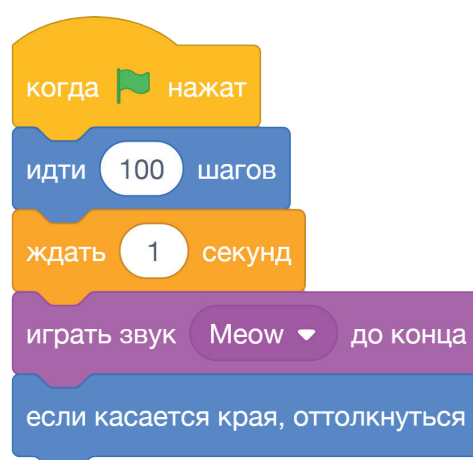 когда нажат
идти 100 шагов
ждать 1 секунд
играть звук Meow до конца
если касается края, оттолкнуться